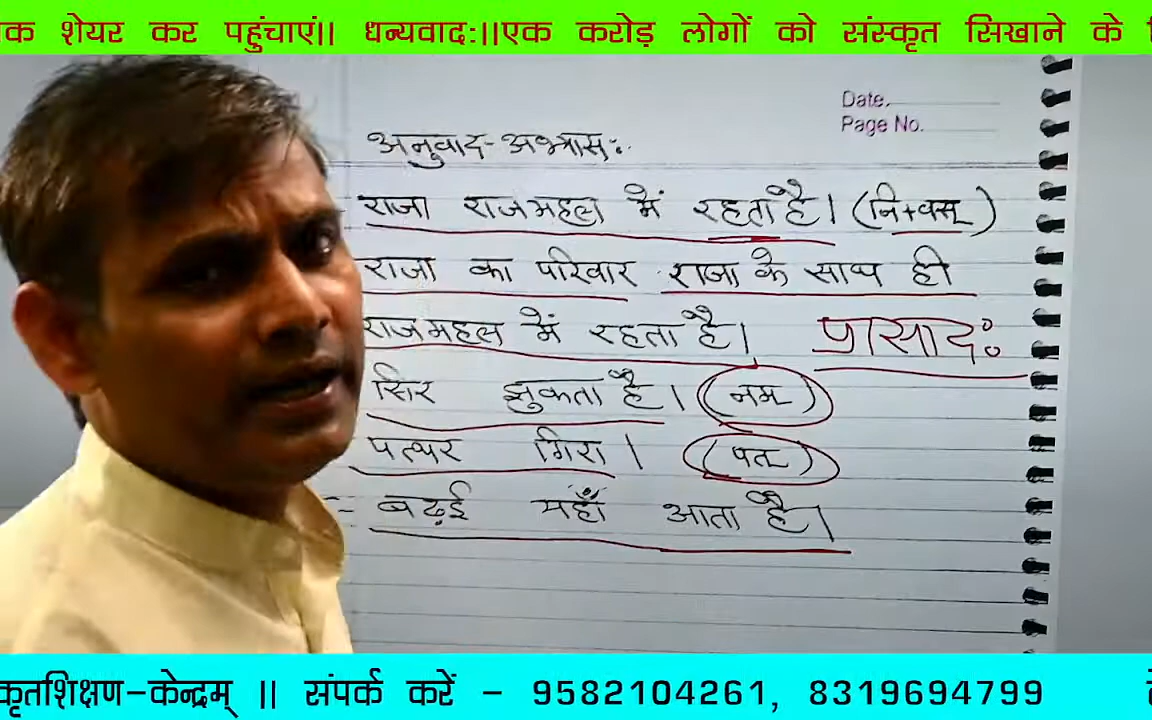 क शेयर कर पहुंचाएं॥ धन्यवादः॥एक करोड़ लोगों को संस्कृत सिखाने के
Date.
Page No.
अनुवाद-अभ्यासः
राजा राजमहल में रहता है। (नि+वस्)
राजा का परिवार राजा के साथ ही
राजमहल में रहता है। प्रासादः
सिर झुकता है। (नम्)
पत्थर गिरा। (पत्)
बढ़ई यहाँ आता है।
कृतशिक्षण-केन्द्रम् || संपर्क करें - 9582104261, 8319694799